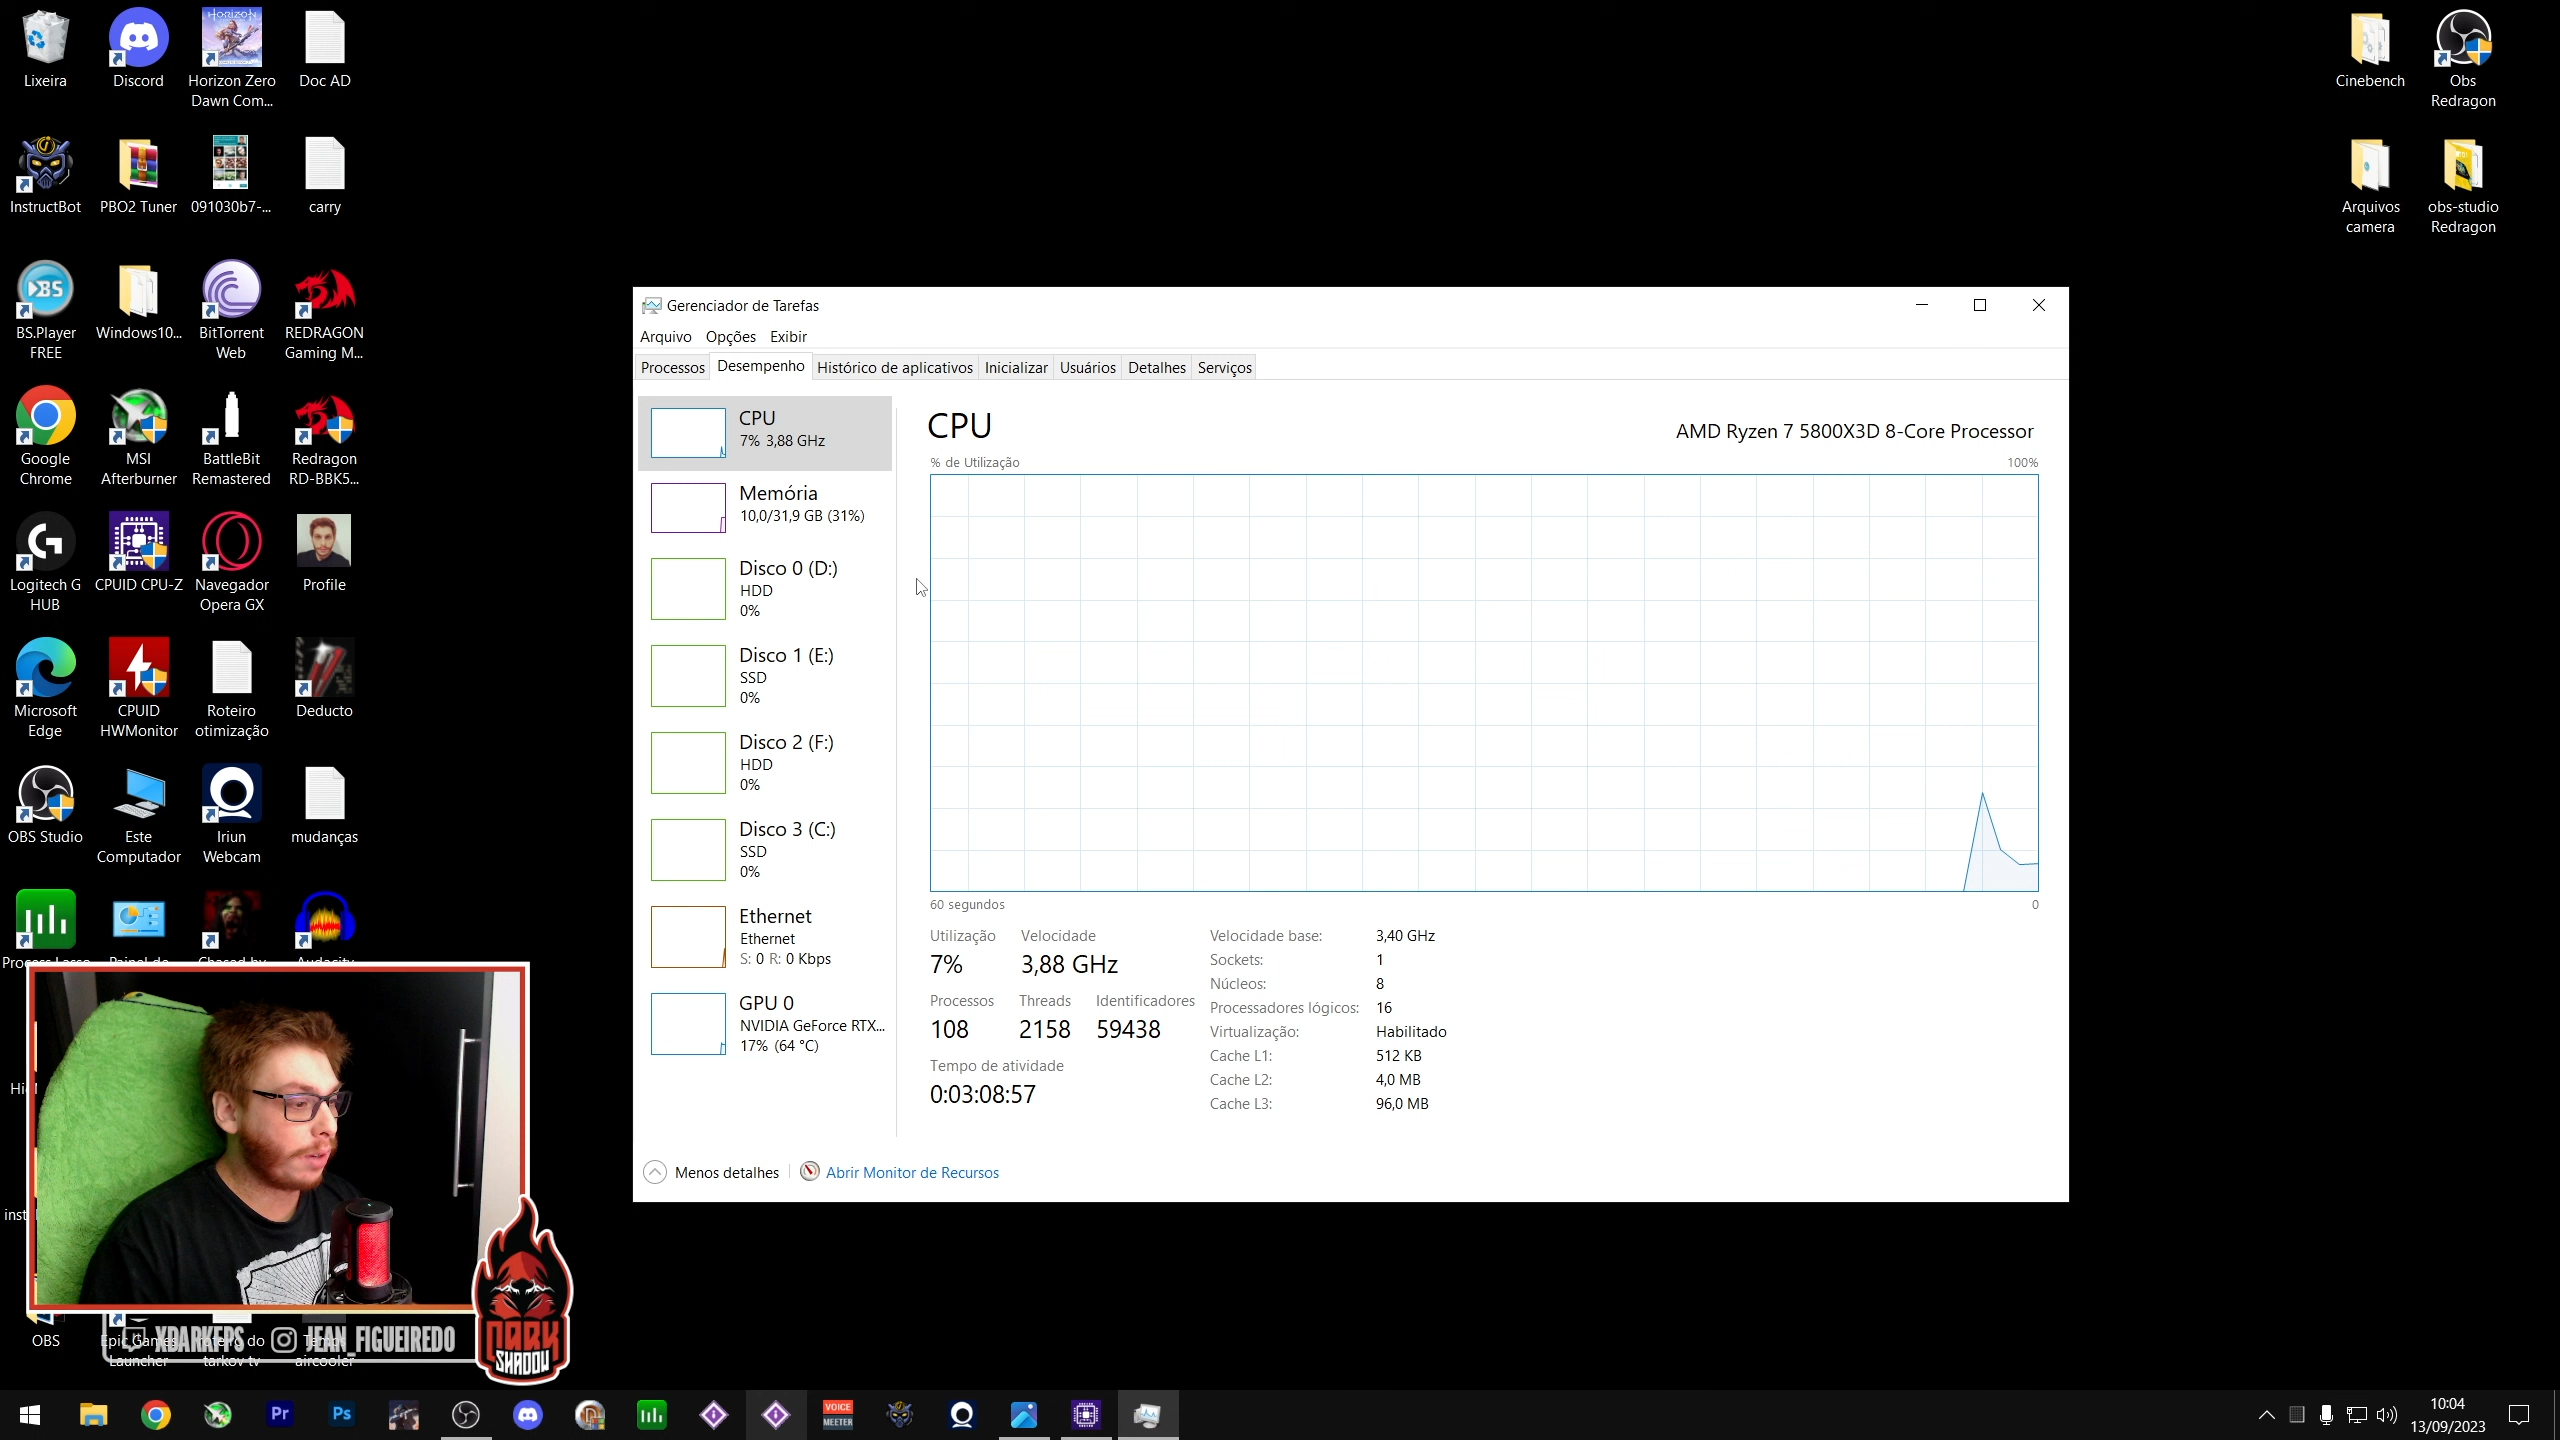 Lixeira
Discord
Horizon Zero
Dawn Com...
Doc AD
Cinebench
Obs
Redragon
InstructBot
PBO2 Tuner
091030b7-...
carry
Arquivos
camera
obs-studio
Redragon
BS.Player
FREE
Windows10...
BitTorrent
Web
REDRAGON
Gaming M...
Google
Chrome
MSI
Afterburner
BattleBit
Remastered
Redragon
RD-BBK5...
Logitech G
HUB
CPUID CPU-Z
Navegador
Opera GX
Profile
Microsoft
Edge
CPUID
HWMonitor
Roteiro
otimização
Deducto
OBS Studio
Este
Computador
Iriun
Webcam
mudanças
OBS
Epic Games
Launcher
tarkov tv
aircooler
Gerenciador de Tarefas
Arquivo Opções Exibir
Processos Desempenho Histórico de aplicativos Inicializar Usuários Detalhes Serviços
CPU
7% 3,88 GHz
Memória
10,0/31,9 GB (31%)
Disco 0 (D:)
HDD
0%
Disco 1 (E:)
SSD
0%
Disco 2 (F:)
HDD
0%
Disco 3 (C:)
SSD
0%
Ethernet
Ethernet
S: 0 R: 0 Kbps
GPU 0
NVIDIA GeForce RTX...
17% (64 °C)
CPU
AMD Ryzen 7 5800X3D 8-Core Processor
% de Utilização 100%
60 segundos 0
Utilização Velocidade
7% 3,88 GHz
Processos Threads Identificadores
108 2158 59438
Tempo de atividade
0:03:08:57
Velocidade base: 3,40 GHz
Sockets: 1
Núcleos: 8
Processadores lógicos: 16
Virtualização: Habilitado
Cache L1: 512 KB
Cache L2: 4,0 MB
Cache L3: 96,0 MB
Menos detalhes
Abrir Monitor de Recursos
XDARKFPS JEAN_FIGUEIREDO
DARK
SHADOW
Pr
Ps
VOICE
MEETER
10:04
13/09/2023